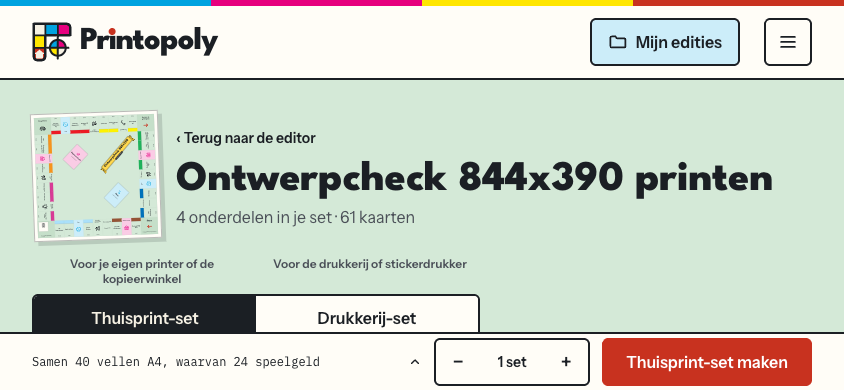 Printopoly
Mijn edities
‹ Terug naar de editor
Ontwerpcheck 844x390 printen
4 onderdelen in je set · 61 kaarten
Voor je eigen printer of de
kopieerwinkel
Voor de drukkerij of stickerdrukker
Thuisprint-set
Drukkerij-set
Samen 40 vellen A4, waarvan 24 speelgeld
− 1 set +
Thuisprint-set maken